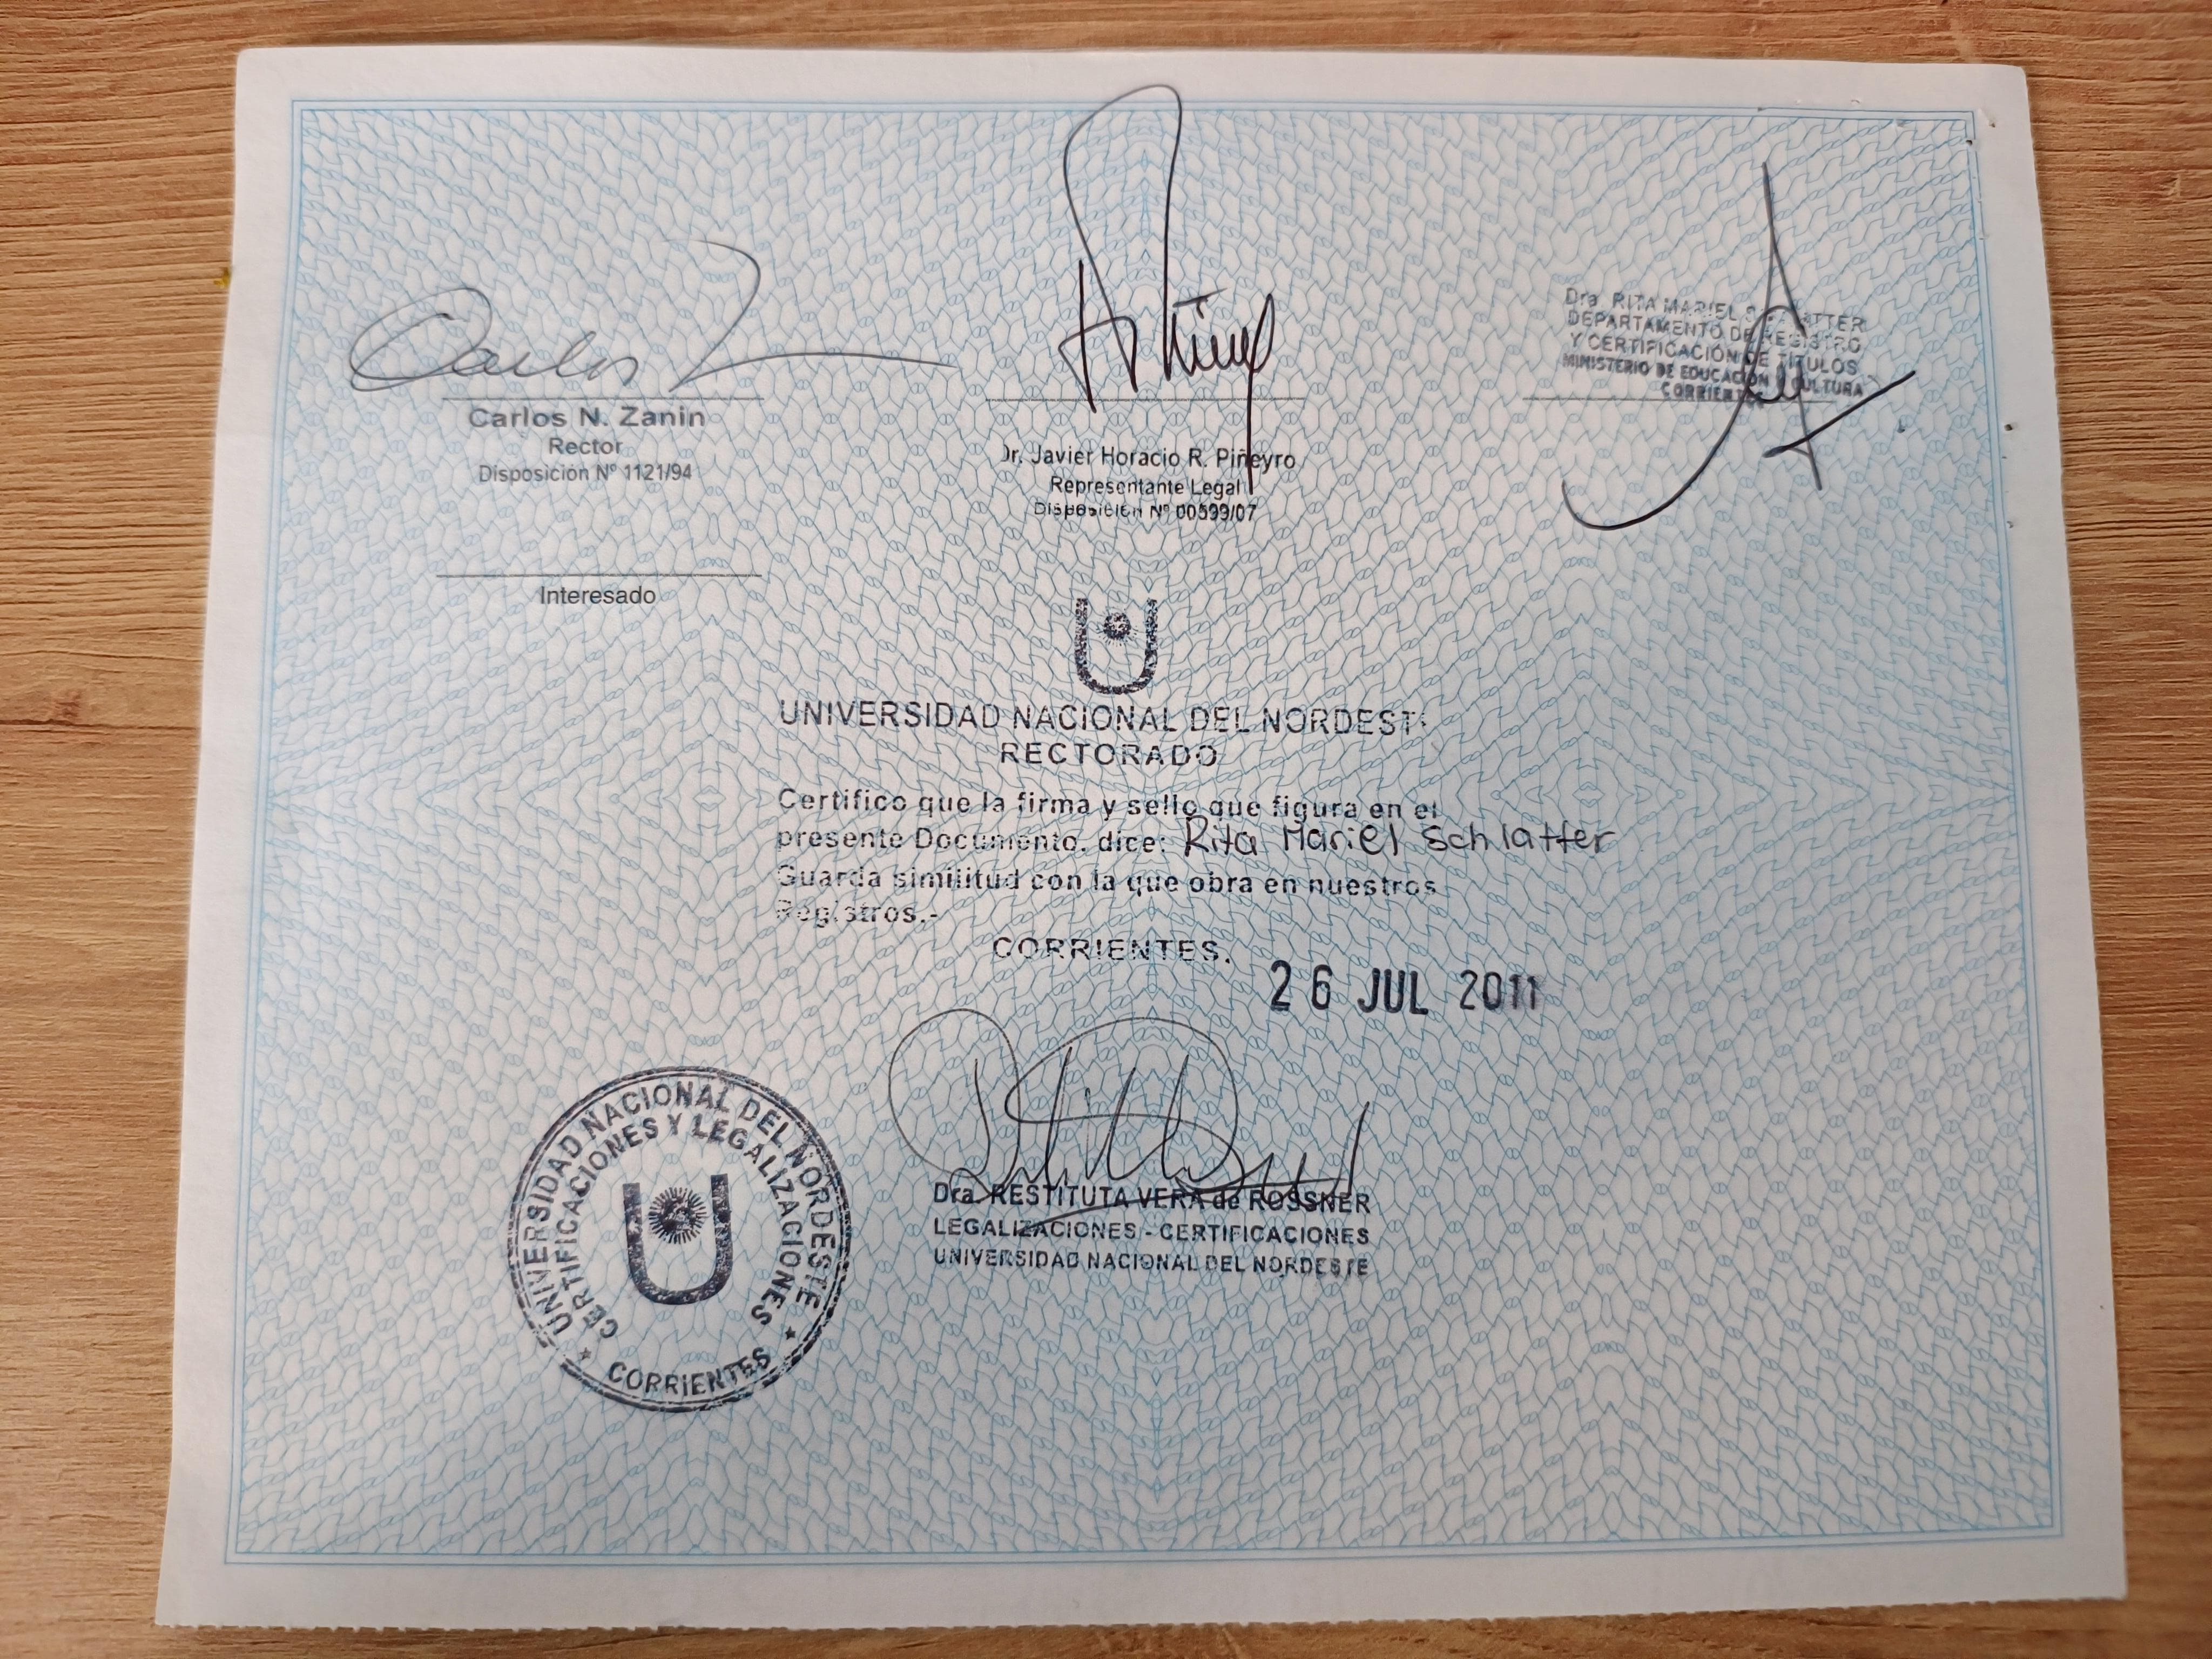 Carlos Z
Carlos N. Zanin
Rector
Disposición Nº 1121/94
Dr. Javier Horacio R. Piñeyro
Representante Legal
Disposición Nº 00599/07
Dra. RITA MARIEL SCHLATTER
DEPARTAMENTO DE REGISTRO
Y CERTIFICACIÓN DE TÍTULOS
MINISTERIO DE EDUCACIÓN Y CULTURA
CORRIENTES
Interesado
UNIVERSIDAD NACIONAL DEL NORDESTE
RECTORADO
Certifico que la firma y sello que figura en el
presente Documento, dice: Rita Mariel Schlatter
Guarda similitud con la que obra en nuestros
Registros.-
CORRIENTES,
26 JUL 2011
UNIVERSIDAD NACIONAL DEL NORDESTE
CERTIFICACIONES Y LEGALIZACIONES
U
* CORRIENTES *
Dra. RESTITUTA VERA de ROSSNER
LEGALIZACIONES - CERTIFICACIONES
UNIVERSIDAD NACIONAL DEL NORDESTE